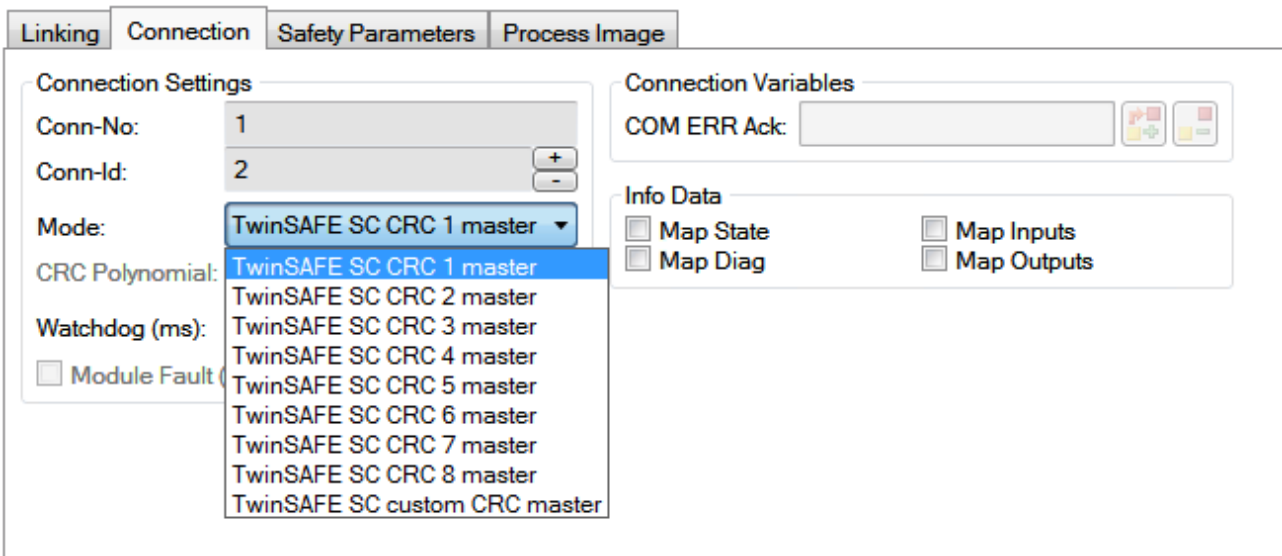 Linking Connection Safety Parameters Process Image
Connection Settings
Conn-No: 1
Conn-Id: 2
+
-
Mode: TwinSAFE SC CRC 1 master
CRC Polynomial:
Watchdog (ms):
Module Fault (
TwinSAFE SC CRC 1 master
TwinSAFE SC CRC 2 master
TwinSAFE SC CRC 3 master
TwinSAFE SC CRC 4 master
TwinSAFE SC CRC 5 master
TwinSAFE SC CRC 6 master
TwinSAFE SC CRC 7 master
TwinSAFE SC CRC 8 master
TwinSAFE SC custom CRC master
Connection Variables
COM ERR Ack:
Info Data
Map State Map Inputs
Map Diag Map Outputs